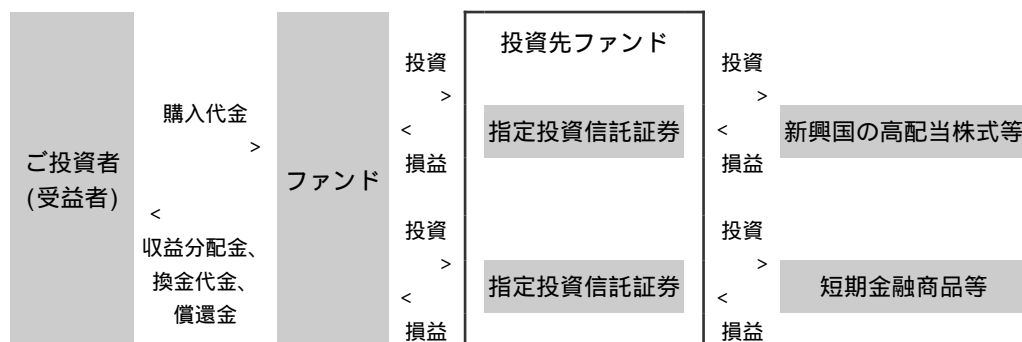 ご投資者
(受益者)
購入代金
>
<
収益分配金、
換金代金、
償還金
ファンド
投資
>
<
損益
投資
>
<
損益
投資先ファンド
指定投資信託証券
指定投資信託証券
投資
>
<
損益
投資
>
<
損益
新興国の高配当株式等
短期金融商品等